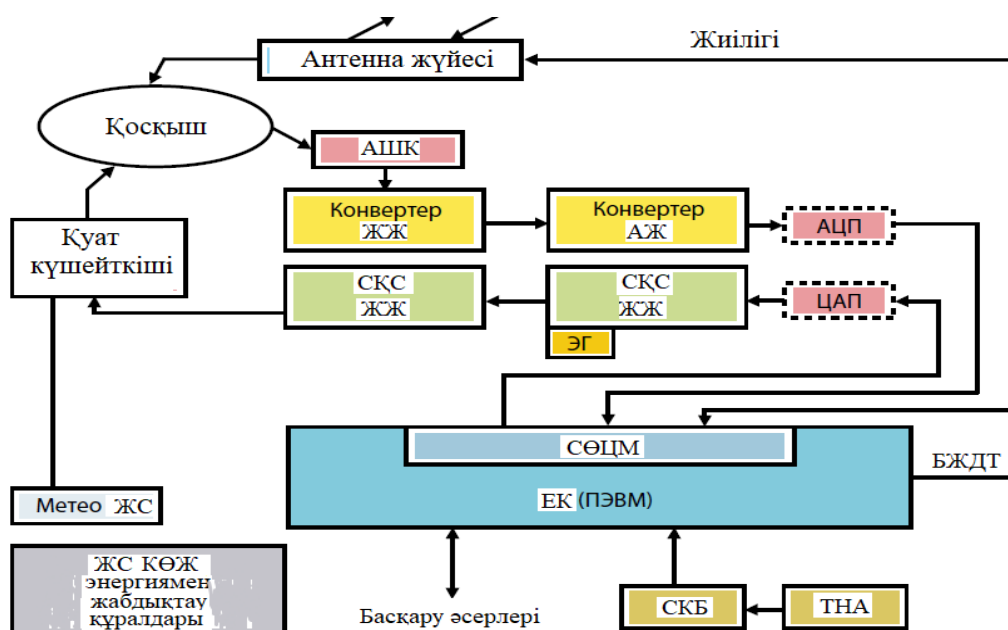 Жиілігі
Антенна жүйесі
Қосқыш
АШК
Конвертер
ЖЖ
Конвертер
АЖ
АЦП
Қуат
күшейткіші
СҚС
ЖЖ
СҚС
ЖЖ
ЦАП
ЭГ
СӨЦМ
БЖДТ
ЕК (ПЭВМ)
Метео ЖС
ЖС КӨЖ
энергиямен
жабдықтау
құралдары
Басқару әсерлері
СКБ
ТНА